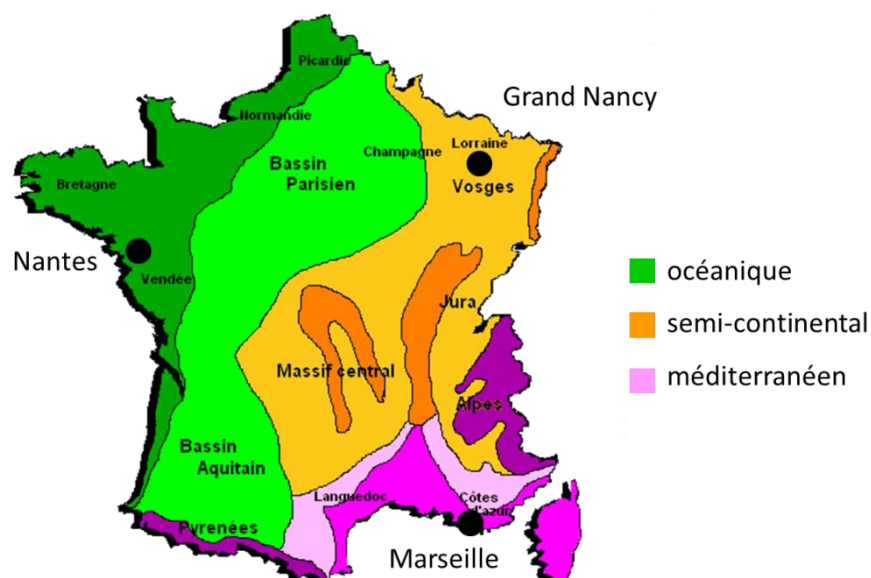 Picardie
Grand Nancy
Normandie
Lorraine
Champagne
Bassin
Parisien
Vosges
Bretagne
Nantes
Vendée
océanique
Jura
semi-continental
Massif central
méditerranéen
Alpes
Bassin
Aquitain
Languedoc
Côtes
d'azur
Pyrenées
Marseille